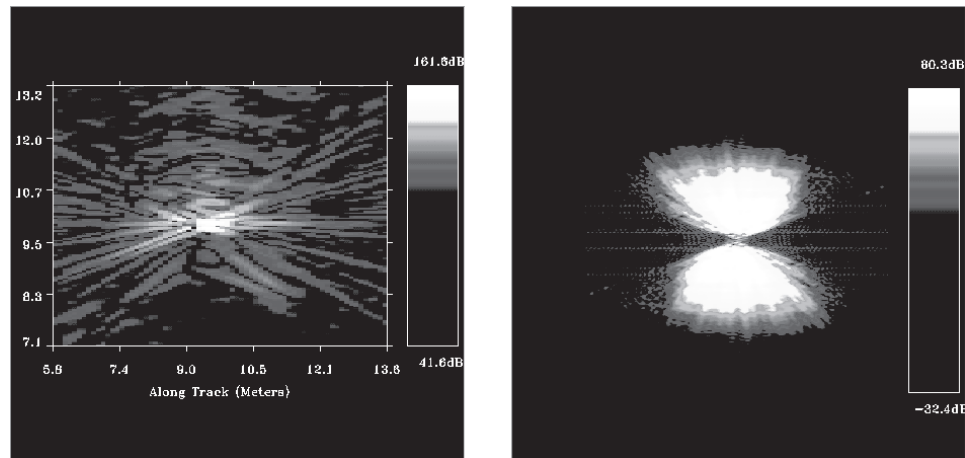 161.6dB
13.2
12.0
10.7
9.5
8.3
7.1
41.6dB
5.8 7.4 9.0 10.5 12.1 13.6
Along Track (Meters)
80.3dB
-32.4dB